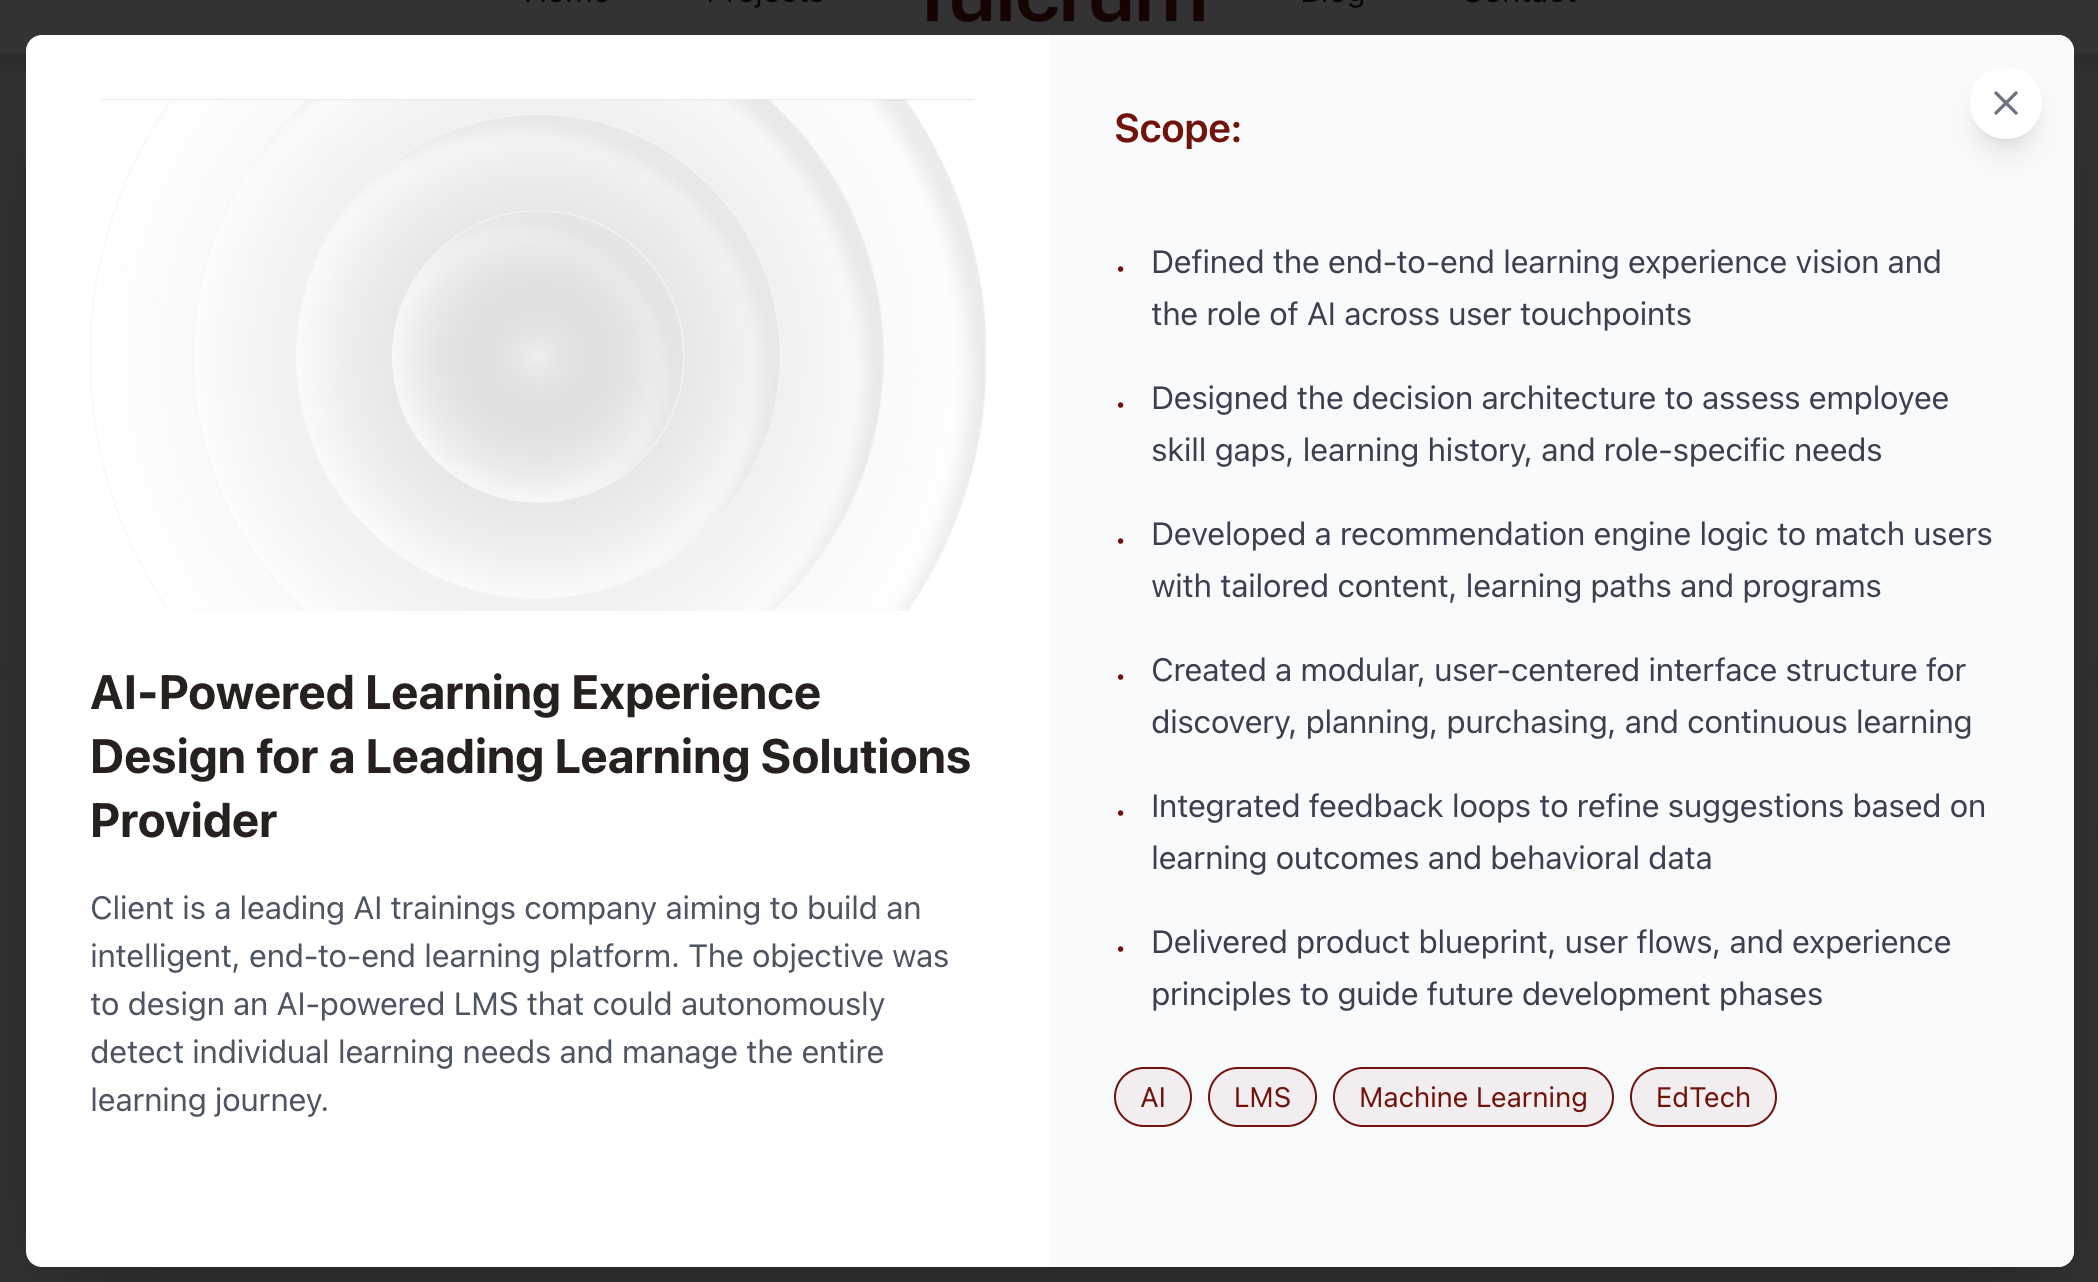 Home Projects fulcrum Blog Contact
AI-Powered Learning Experience
Design for a Leading Learning Solutions
Provider
Client is a leading AI trainings company aiming to build an
intelligent, end-to-end learning platform. The objective was
to design an AI-powered LMS that could autonomously
detect individual learning needs and manage the entire
learning journey.
Scope:
Defined the end-to-end learning experience vision and
the role of AI across user touchpoints
Designed the decision architecture to assess employee
skill gaps, learning history, and role-specific needs
Developed a recommendation engine logic to match users
with tailored content, learning paths and programs
Created a modular, user-centered interface structure for
discovery, planning, purchasing, and continuous learning
Integrated feedback loops to refine suggestions based on
learning outcomes and behavioral data
Delivered product blueprint, user flows, and experience
principles to guide future development phases
AI LMS Machine Learning EdTech